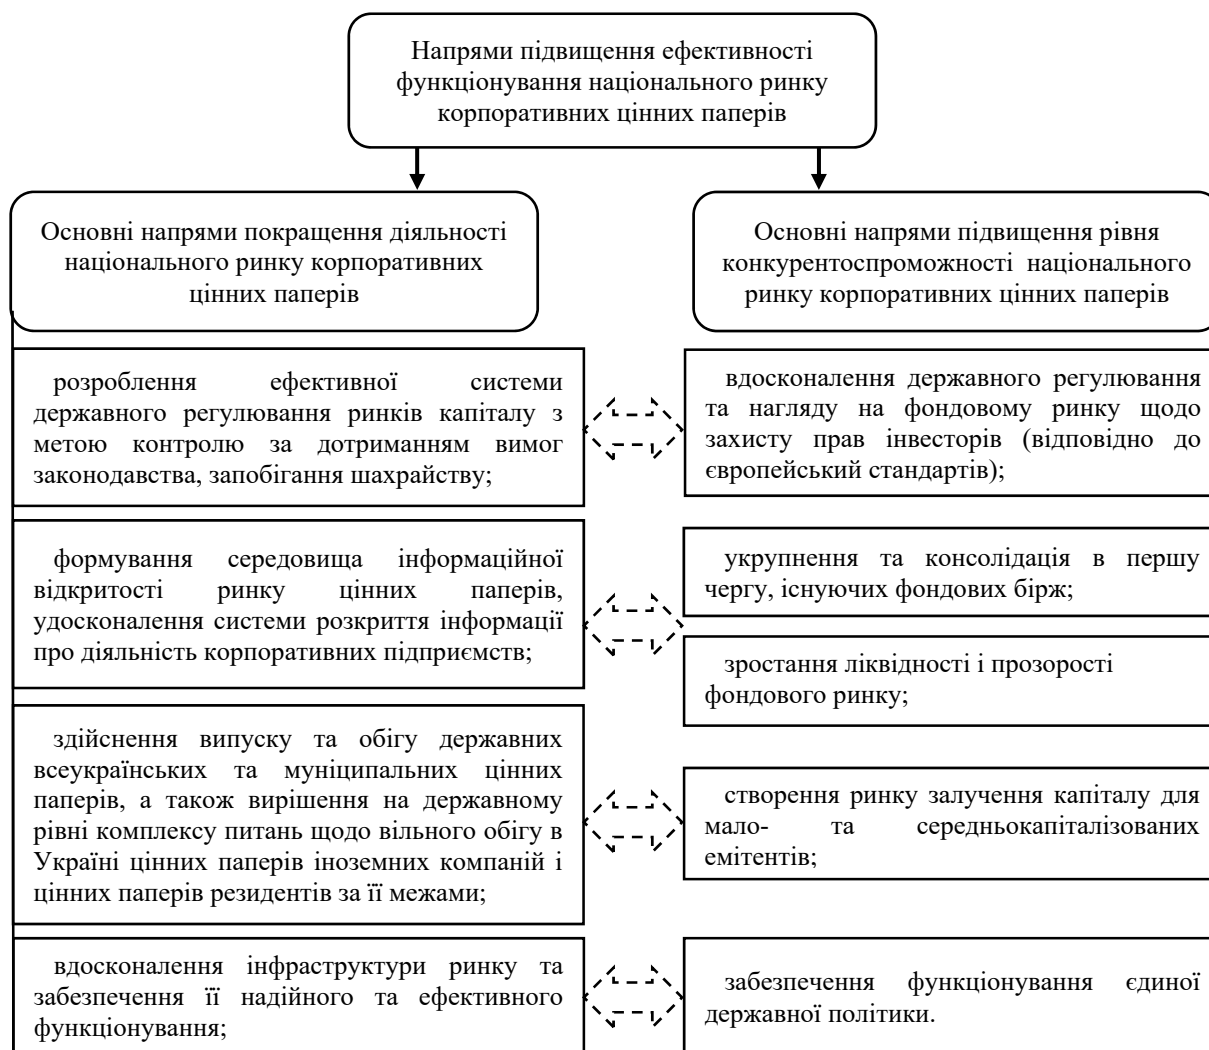 Напрями підвищення ефективності
функціонування національного ринку
корпоративних цінних паперів
Основні напрями покращення діяльності
національного ринку корпоративних
цінних паперів
Основні напрями підвищення рівня
конкурентоспроможності національного
ринку корпоративних цінних паперів
розроблення ефективної системи
державного регулювання ринків капіталу з
метою контролю за дотриманням вимог
законодавства, запобігання шахрайству;
вдосконалення державного регулювання
та нагляду на фондовому ринку щодо
захисту прав інвесторів (відповідно до
європейський стандартів);
формування середовища інформаційної
відкритості ринку цінних паперів,
удосконалення системи розкриття інформації
про діяльність корпоративних підприємств;
укрупнення та консолідація в першу
чергу, існуючих фондових бірж;
зростання ліквідності і прозорості
фондового ринку;
здійснення випуску та обігу державних
всеукраїнських та муніципальних цінних
паперів, а також вирішення на державному
рівні комплексу питань щодо вільного обігу в
Україні цінних паперів іноземних компаній і
цінних паперів резидентів за її межами;
створення ринку залучення капіталу для
мало- та середньокапіталізованих
емітентів;
вдосконалення інфраструктури ринку та
забезпечення її надійного та ефективного
функціонування;
забезпечення функціонування єдиної
державної політики.